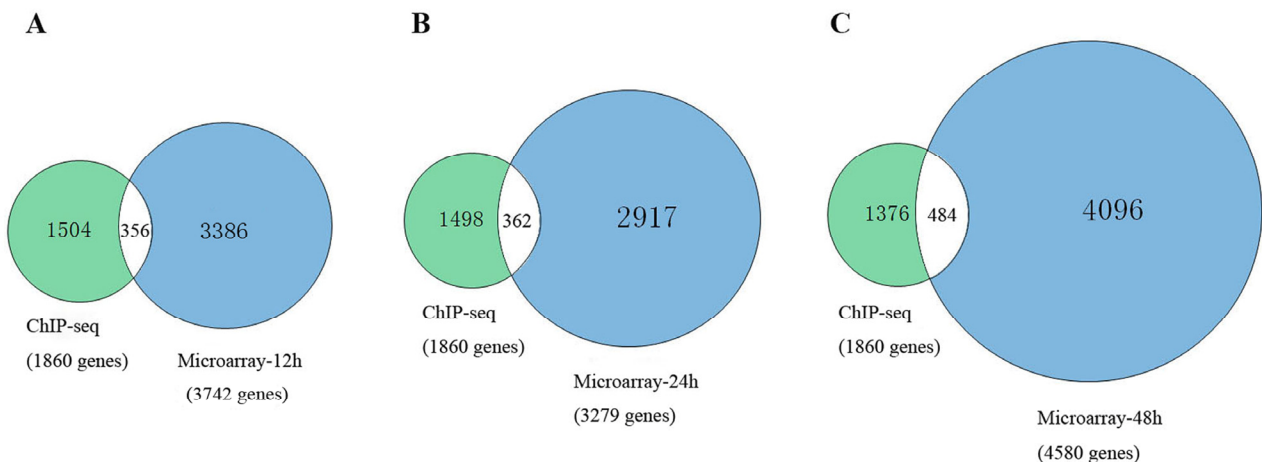 A
1504
356
3386
ChIP-seq
(1860 genes)
Microarray-12h
(3742 genes)
B
1498
362
2917
ChIP-seq
(1860 genes)
Microarray-24h
(3279 genes)
C
1376
484
4096
ChIP-seq
(1860 genes)
Microarray-48h
(4580 genes)